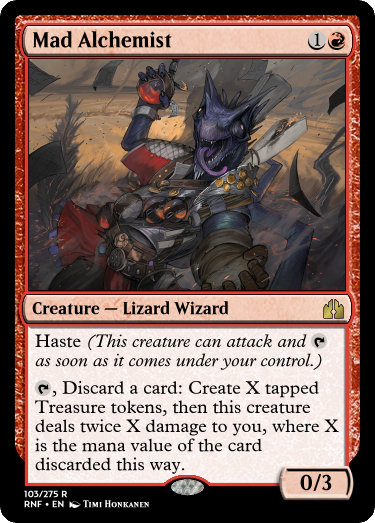 Mad Alchemist 1
Creature — Lizard Wizard
Haste (This creature can attack and
as soon as it comes under your control.)
, Discard a card: Create X tapped
Treasure tokens, then this creature
deals twice X damage to you, where X
is the mana value of the card
discarded this way.
0/3
103/275 R
RNF • EN Timi Honkanen